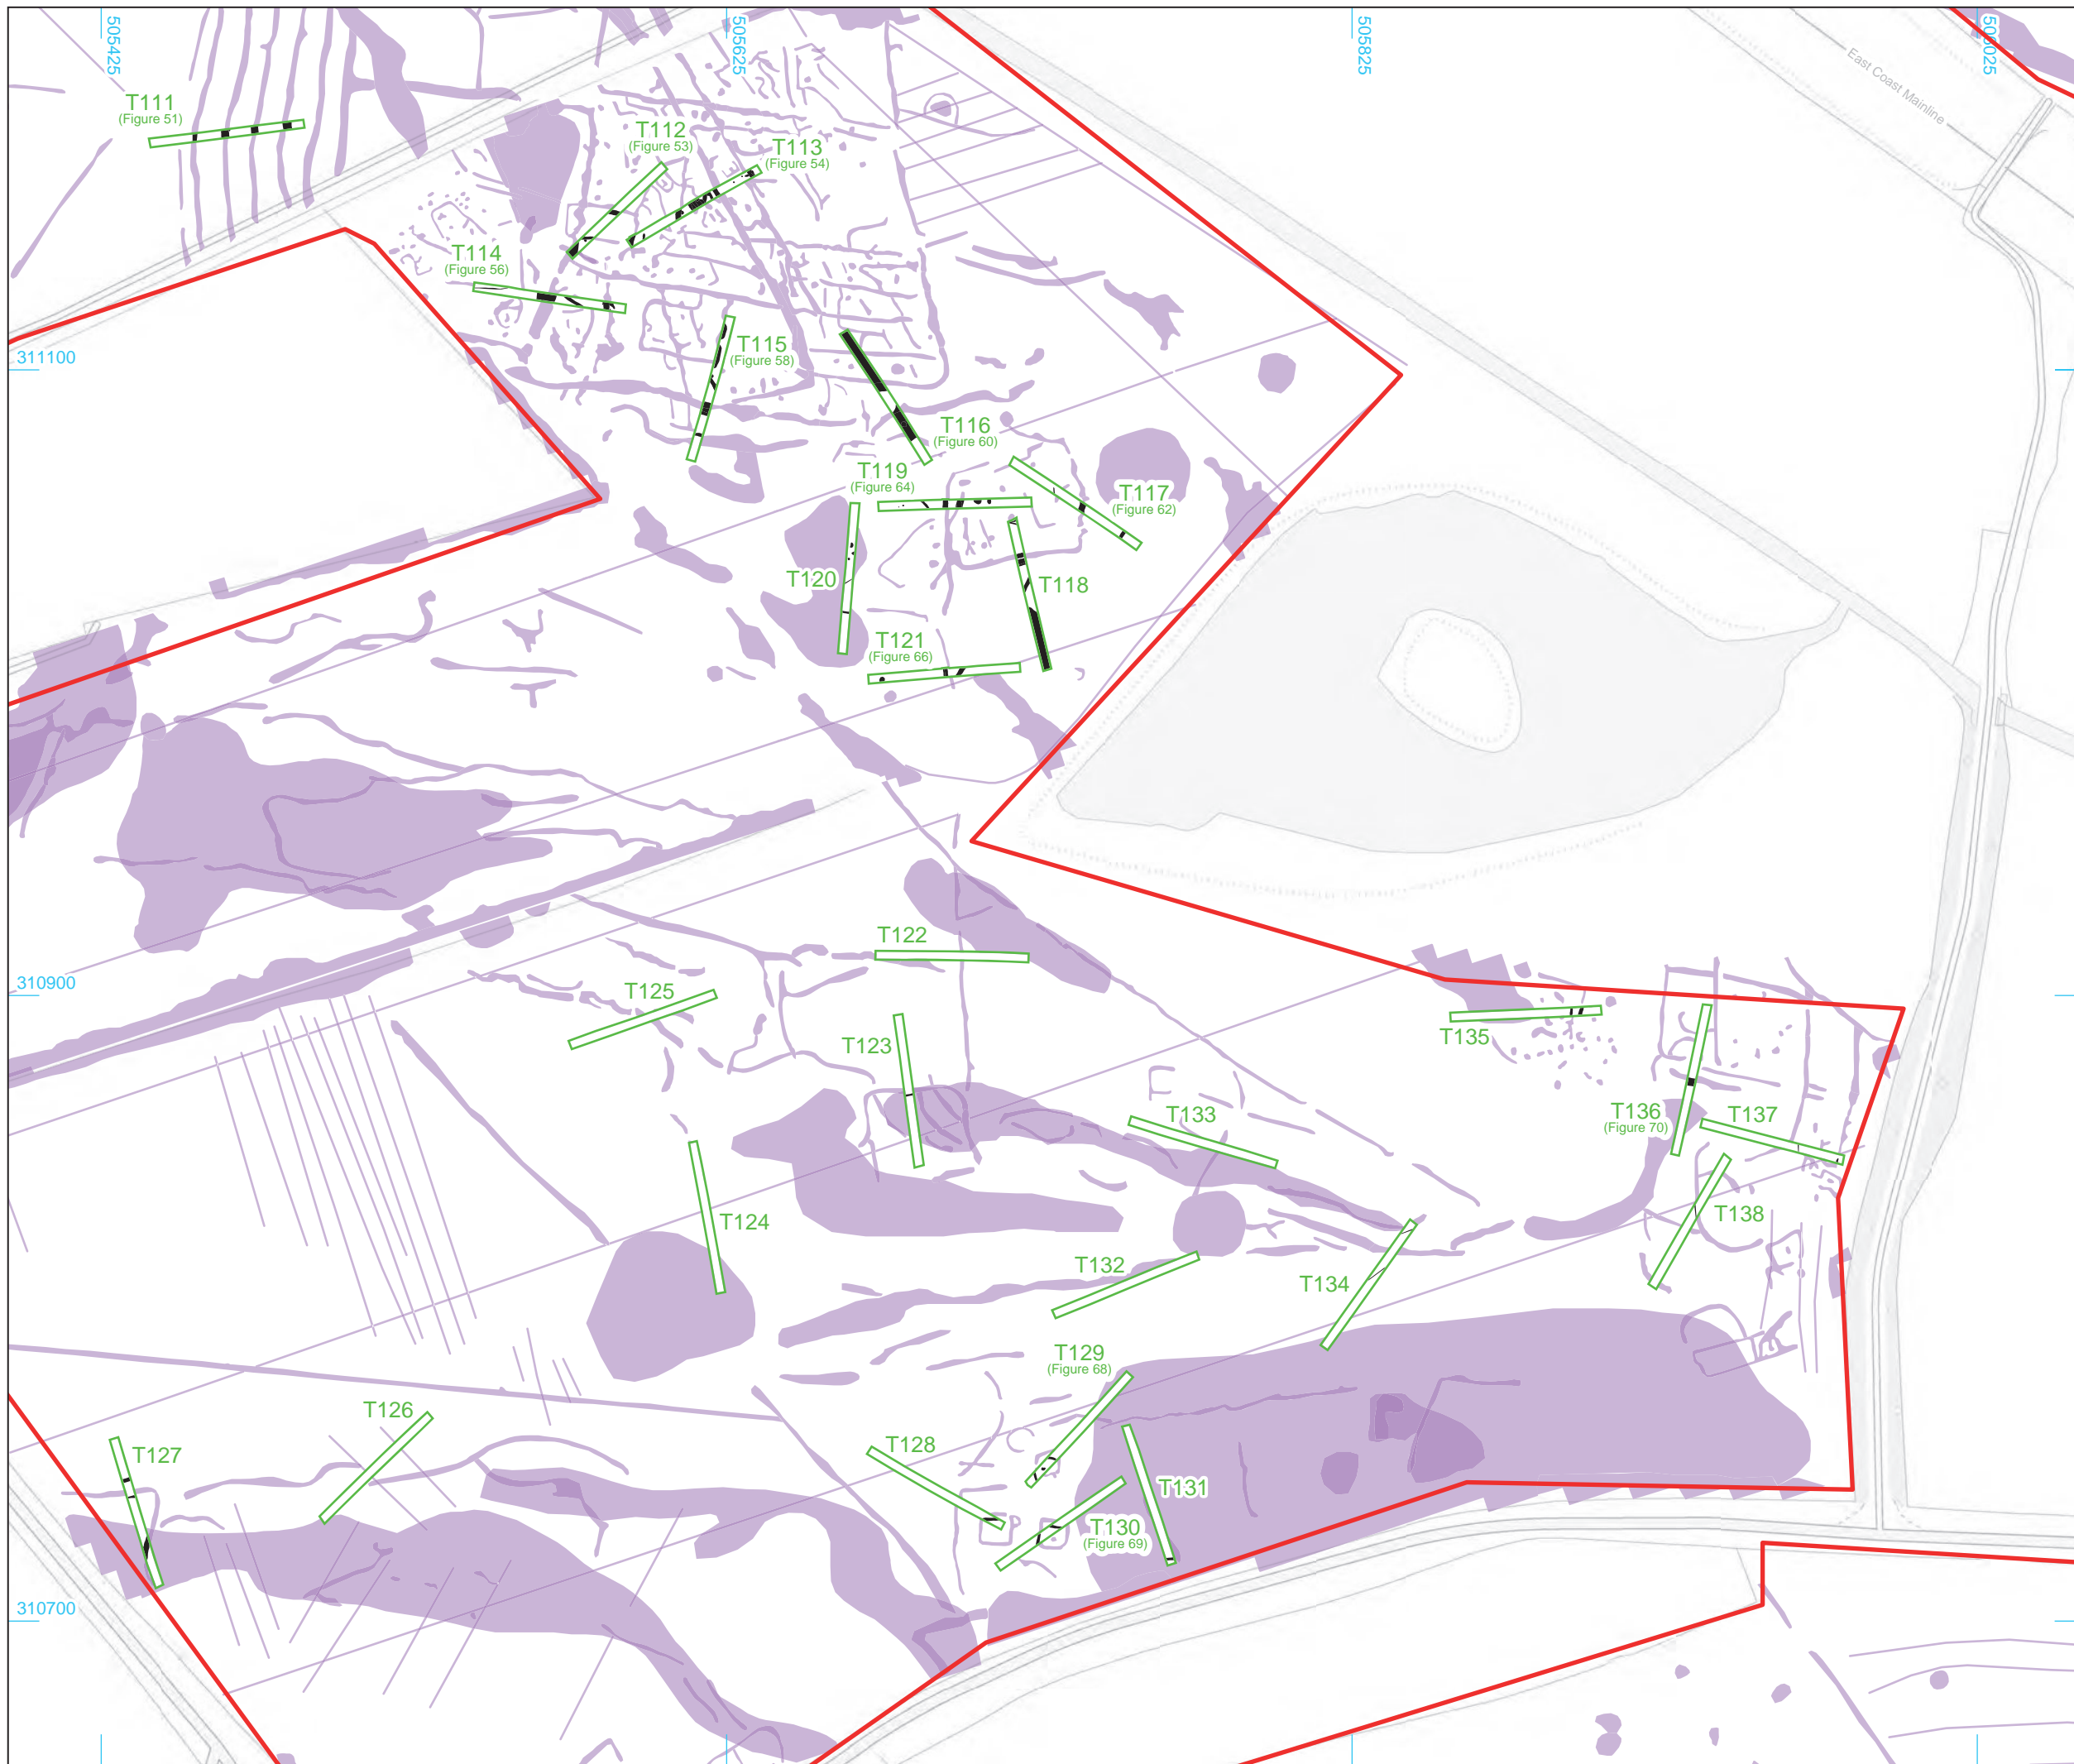 505425
505625
505825
506025
East Coast Mainline
T111
(Figure 51)
T112
(Figure 53)
T113
(Figure 54)
T114
(Figure 56)
T115
(Figure 58)
311100
T116
(Figure 60)
T119
(Figure 64)
T117
(Figure 62)
T120
T118
T121
(Figure 66)
T122
310900
T125
T123
T135
T133
T136
(Figure 70)
T137
T124
T138
T132
T134
T129
(Figure 68)
T126
T128
T127
T131
T130
(Figure 69)
310700